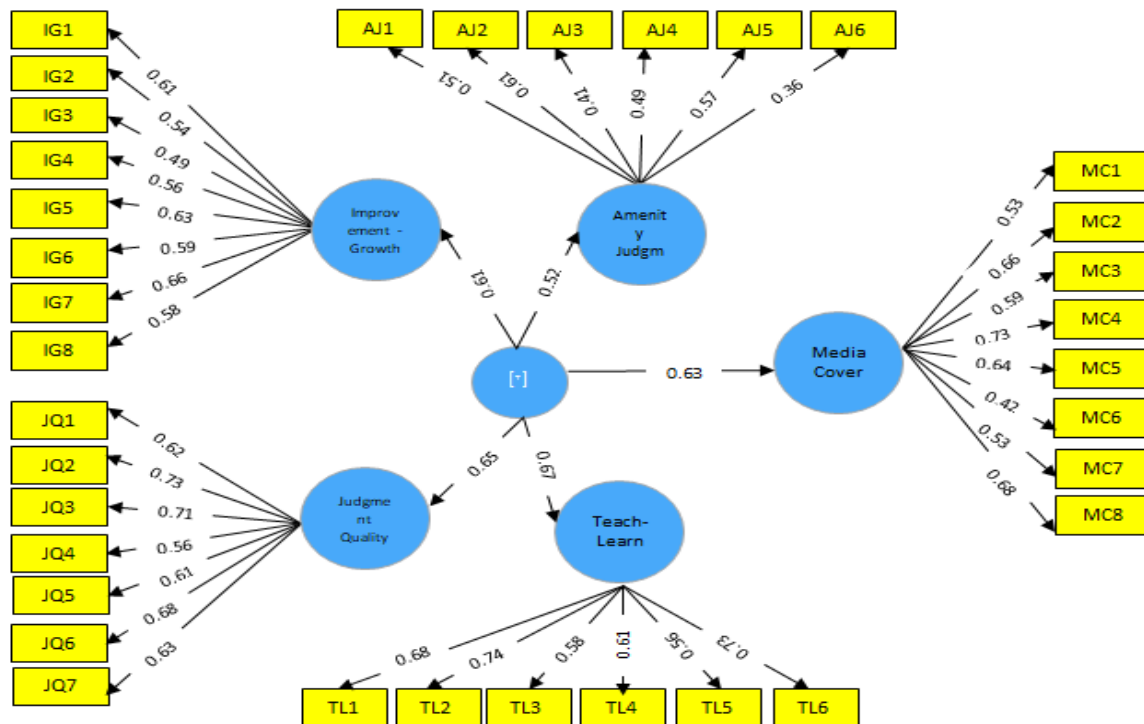 IG1
IG2
IG3
IG4
IG5
IG6
IG7
IG8
0.61
0.54
0.49
0.56
0.63
0.59
0.66
0.58
Improv
ement -
Growth
AJ1
AJ2
AJ3
AJ4
AJ5
AJ6
0.51
0.61
0.41
0.49
0.57
0.36
Amenit
y
Judgm
MC1
MC2
MC3
MC4
MC5
MC6
MC7
MC8
0.53
0.66
0.59
0.73
0.64
0.42
0.53
0.68
Media
Cover
0.61
0.52
0.63
0.65
0.67
JQ1
JQ2
JQ3
JQ4
JQ5
JQ6
JQ7
0.62
0.73
0.71
0.56
0.61
0.68
0.63
Judgme
nt
Quality
Teach-
Learn
0.68
0.74
0.58
0.61
0.56
0.73
TL1
TL2
TL3
TL4
TL5
TL6